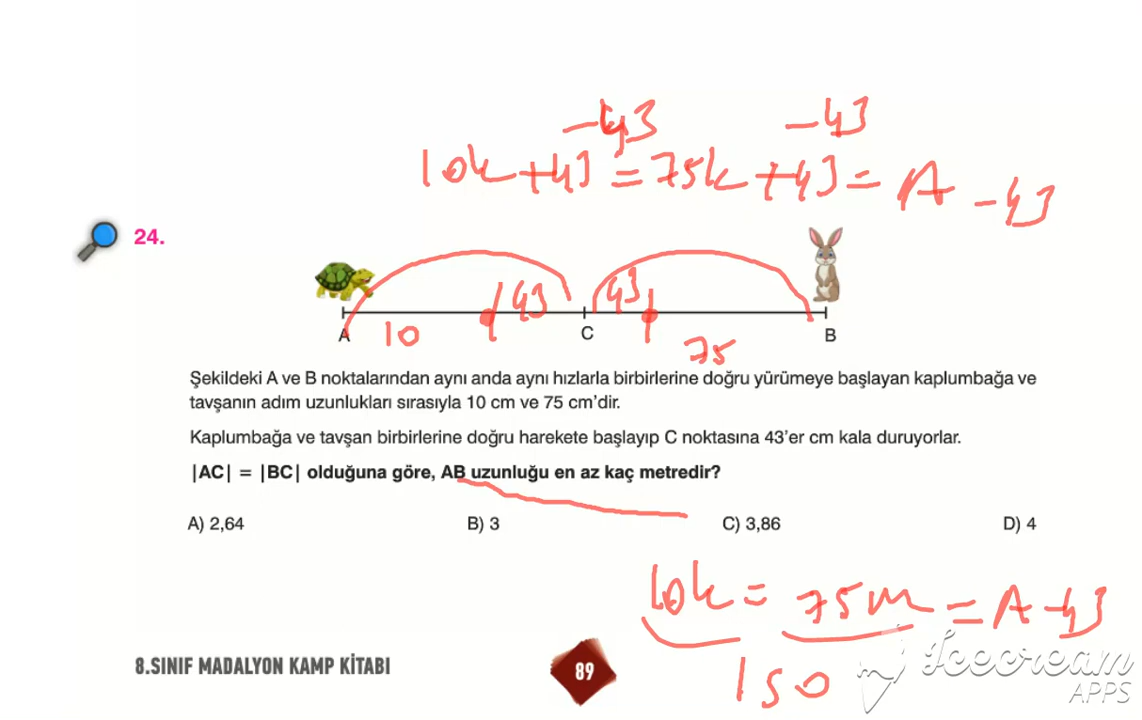 -43 -43
10k+43=75k+43=A -43
24.
43 43
A 10 C 75 B
Şekildeki A ve B noktalarından aynı anda aynı hızlarla birbirlerine doğru yürümeye başlayan kaplumbağa ve
tavşanın adım uzunlukları sırasıyla 10 cm ve 75 cm'dir.
Kaplumbağa ve tavşan birbirlerine doğru harekete başlayıp C noktasına 43'er cm kala duruyorlar.
|AC| = |BC| olduğuna göre, AB uzunluğu en az kaç metredir?
A) 2,64 B) 3 C) 3,86 D) 4
10k = 75m = A-43
150
8.SINIF MADALYON KAMP KİTABI
89
Icecream
APPS